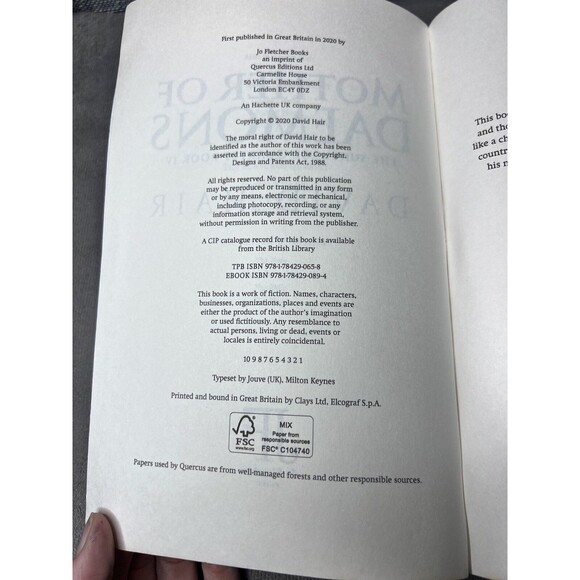 First published in Great Britain in 2020 by
Jo Fletcher Books
an imprint of
Quercus Editions Ltd
Carmelite House
50 Victoria Embankment
London EC4Y 0DZ
An Hachette UK company
Copyright © 2020 David Hair
The moral right of David Hair to be
identified as the author of this work has been
asserted in accordance with the Copyright,
Designs and Patents Act, 1988.
All rights reserved. No part of this publication
may be reproduced or transmitted in any form
or by any means, electronic or mechanical,
including photocopy, recording, or any
information storage and retrieval system,
without permission in writing from the publisher.
A CIP catalogue record for this book is available
from the British Library
TPB ISBN 978-1-78429-065-8
EBOOK ISBN 978-1-78429-089-4
This book is a work of fiction. Names, characters,
businesses, organizations, places and events are
either the product of the author's imagination
or used fictitiously. Any resemblance to
actual persons, living or dead, events or
locales is entirely coincidental.
10 9 8 7 6 5 4 3 2 1
Typeset by Jouve (UK), Milton Keynes
Printed and bound in Great Britain by Clays Ltd, Elcograf S.p.A.
FSC
www.fsc.org
MIX
Paper from
responsible sources
FSC® C104740
Papers used by Quercus are from well-managed forests and other responsible sources.
This boo
and the
like a ch
countr
his n